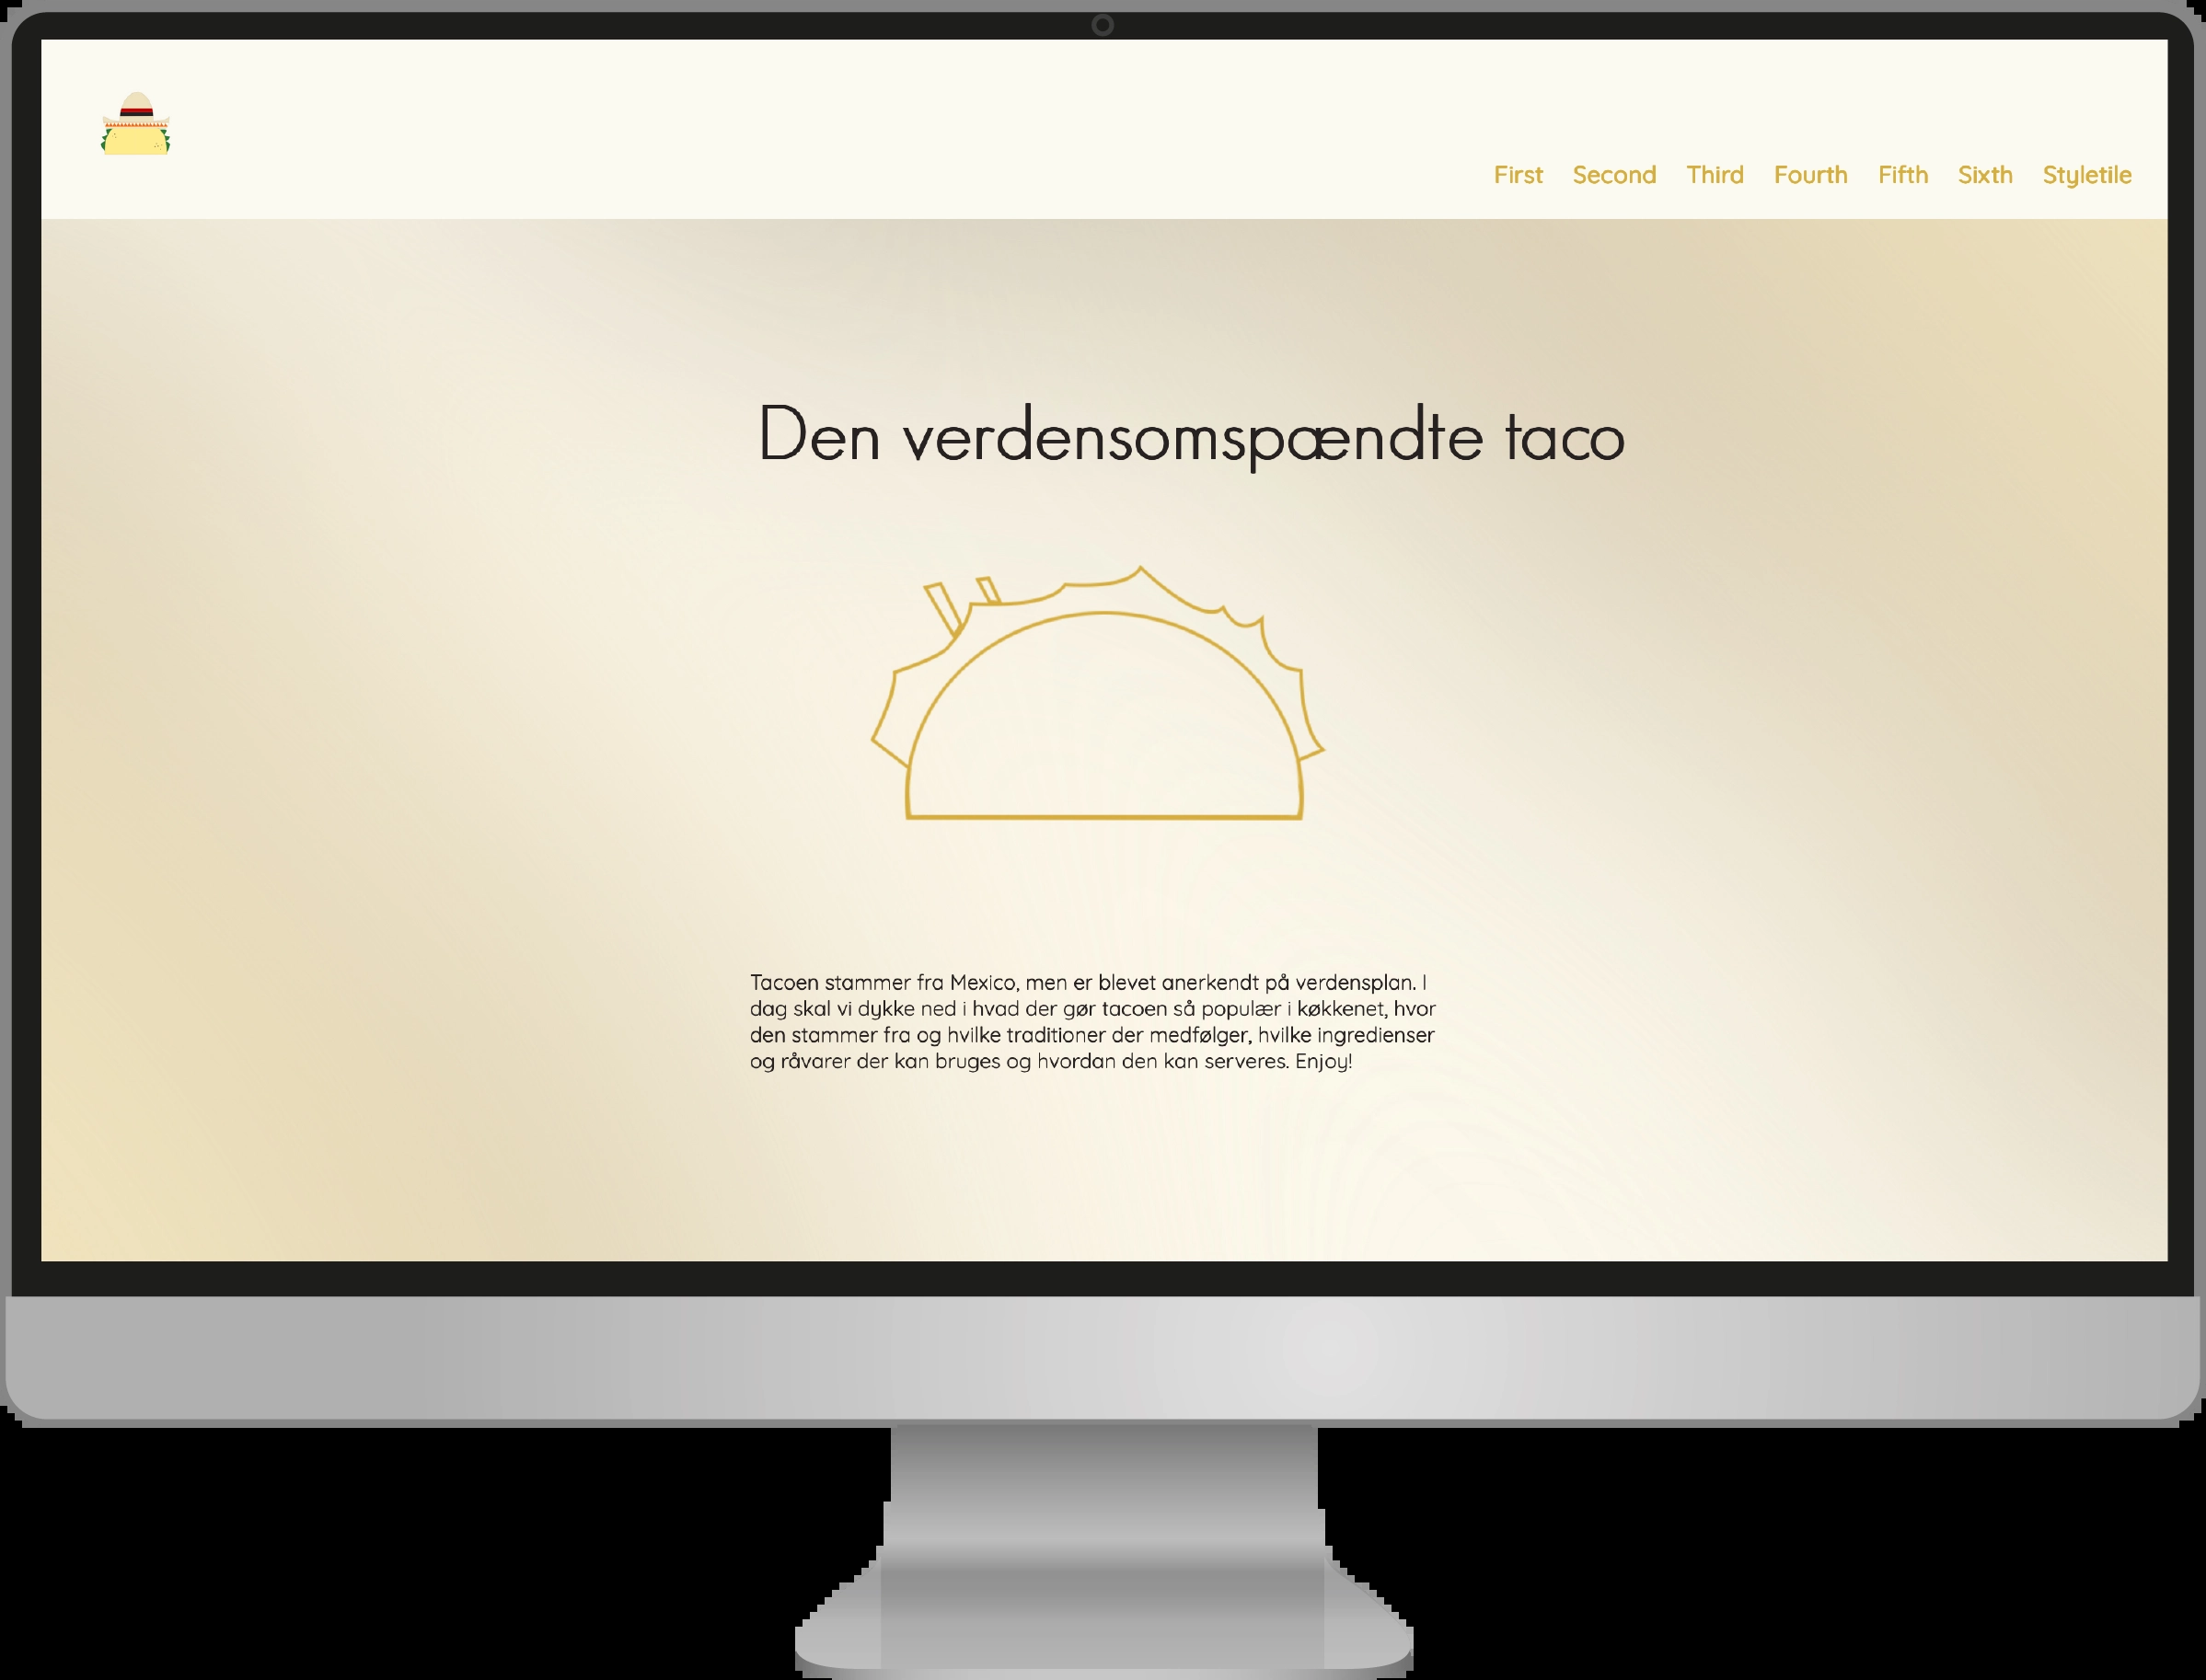 First Second Third Fourth Fifth Sixth Styletile
Den verdensomspændte taco
Tacoen stammer fra Mexico, men er blevet anerkendt på verdensplan. I
dag skal vi dykke ned i hvad der gør tacoen så populær i køkkenet, hvor
den stammer fra og hvilke traditioner der medfølger, hvilke ingredienser
og råvarer der kan bruges og hvordan den kan serveres. Enjoy!